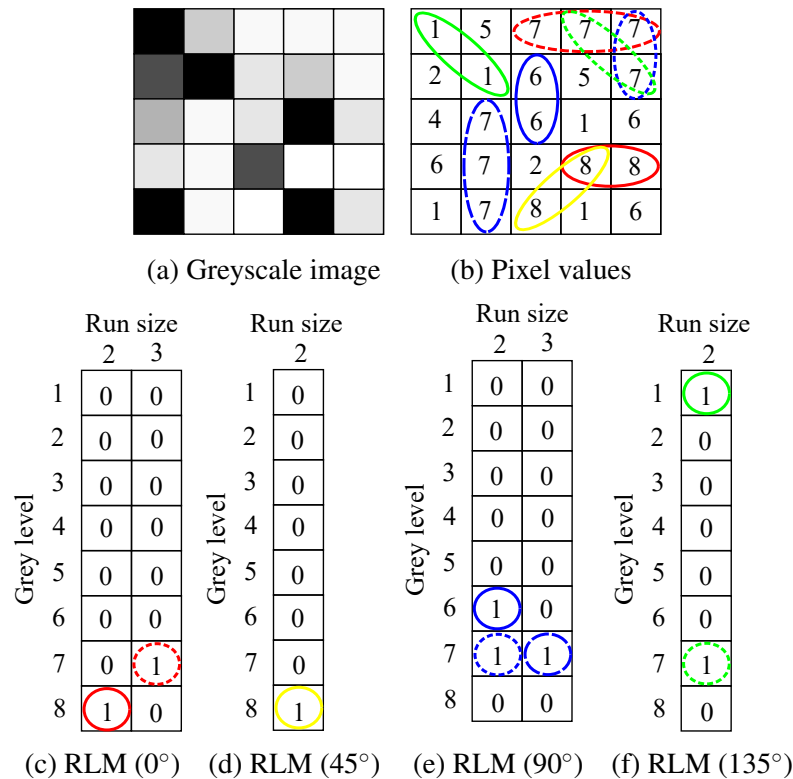 1 5 7 7 7
2 1 6 5 7
4 7 6 1 6
6 7 2 8 8
1 7 8 1 6
(a) Greyscale image
(b) Pixel values
Run size
2 3
Grey level
1 0 0
2 0 0
3 0 0
4 0 0
5 0 0
6 0 0
7 0 1
8 1 0
(c) RLM (0°)
Run size
2
Grey level
1 0
2 0
3 0
4 0
5 0
6 0
7 0
8 1
(d) RLM (45°)
Run size
2 3
Grey level
1 0 0
2 0 0
3 0 0
4 0 0
5 0 0
6 1 0
7 1 1
8 0 0
(e) RLM (90°)
Run size
2
Grey level
1 1
2 0
3 0
4 0
5 0
6 0
7 1
8 0
(f) RLM (135°)